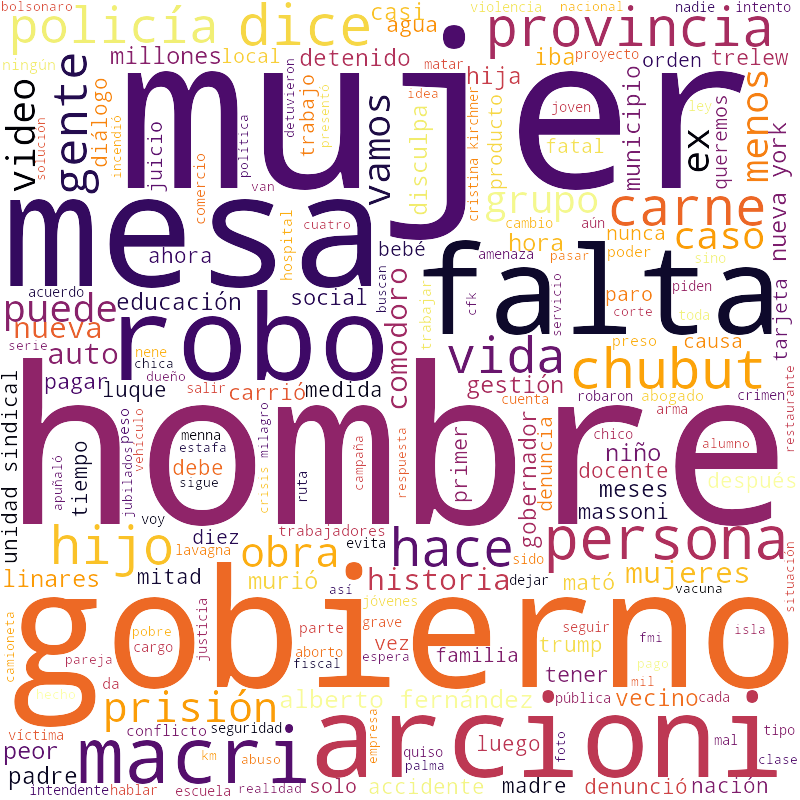 bolsonaro
policía
dice
casi
agua
violencia
nacional
nadie
intento
provincia
ningún
millones
local
detenido
hija
iba
proyecto
orden
trelew
mujer
video
solución
gente
diálogo
incendió
juicio
comercio
política
detuvieron
trabajo
presentó
vamos
matar
idea
disculpa
cristina kirchner
producto
joven
fatal
municipio
ley
ex
queremos
menos
nueva york
van
cuatro
grupo
cambio
aún
nunca
carne
mesa
ahora
hospital
bebé
hora
amenaza
pasar
poder
caso
sino
falta
acuerdo
educación
social
buscan
trabajar
cfk
servicio
paro
corte
piden
toda
tarjeta
puede
nueva
serie
robo
comodoro
preso
causa
auto
nene
chica
dueño
salir
carrió
medida
vida
gestión
chubut
pagar
luque
cuenta
abogado
robaron
crimen
arma
restaurante
unidad sindical
hombre
apuñaló
tiempo
jubilados
peso
vehículo
menna
estafa
debe
sigue
crisis
milagro
ruta
campaña
respuesta
primer
gobernador
denuncia
chico
niño
alumno
docente
después
meses
massoni
voy
hijo
diez
lavagna
trabajadores
evita
obra
hace
sido
persona
situación
linares
mitad
murió
así
historia
dejar
mató
mujeres
vacuna
gobierno
jóvenes
camioneta
pobre
cargo
justicia
parte
aborto
grave
fiscal
espera
vez
familia
seguir
trump
fmi
pago
isla
mil
pareja
hecho
da
prisión
alberto fernández
tener
pública
vecino
cada
víctima
conflicto
seguridad
peor
macri
arcioni
km
abuso
empresa
quiso
palma
luego
foto
mal
tipo
clase
padre
intendente
hablar
escuela
realidad
solo
accidente
madre
denunció
nación